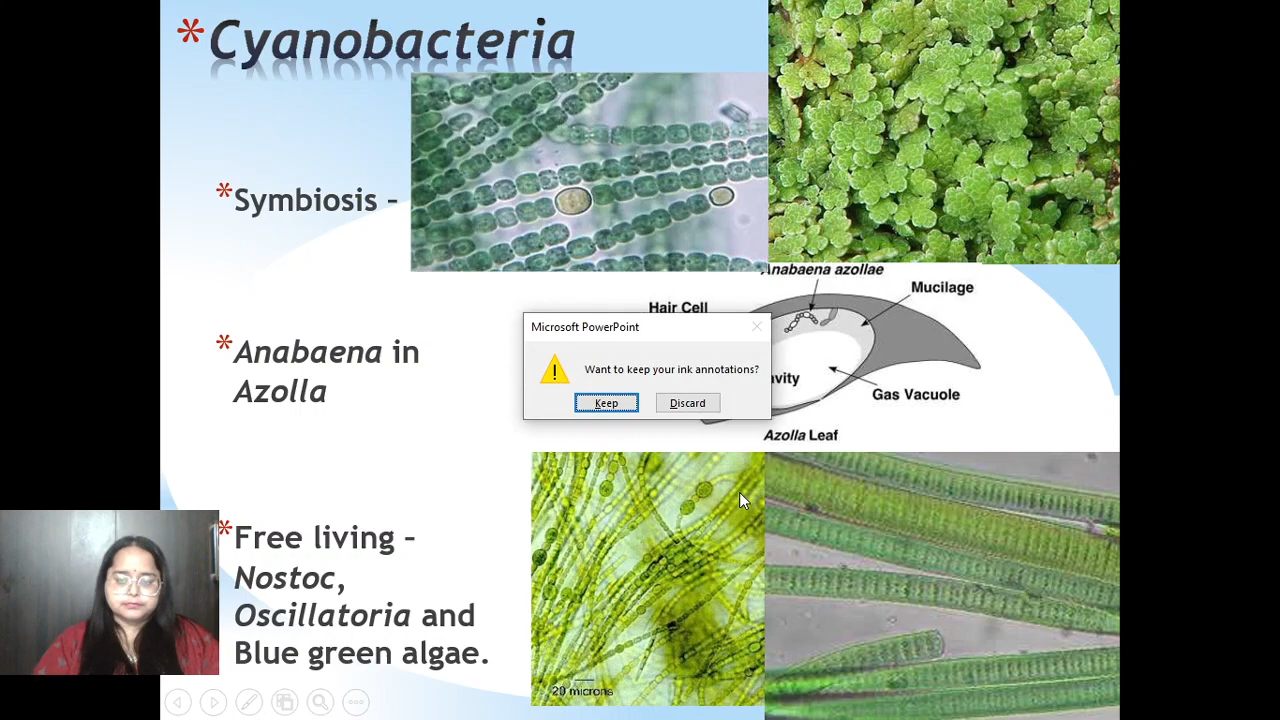 *Cyanobacteria
*Symbiosis –
*Anabaena in
Azolla
*Free living –
Nostoc,
Oscillatoria and
Blue green algae.
Anabaena azollae
Mucilage
Hair Cell
Gas Vacuole
Azolla Leaf
Microsoft PowerPoint
Want to keep your ink annotations?
Keep
Discard
20 microns